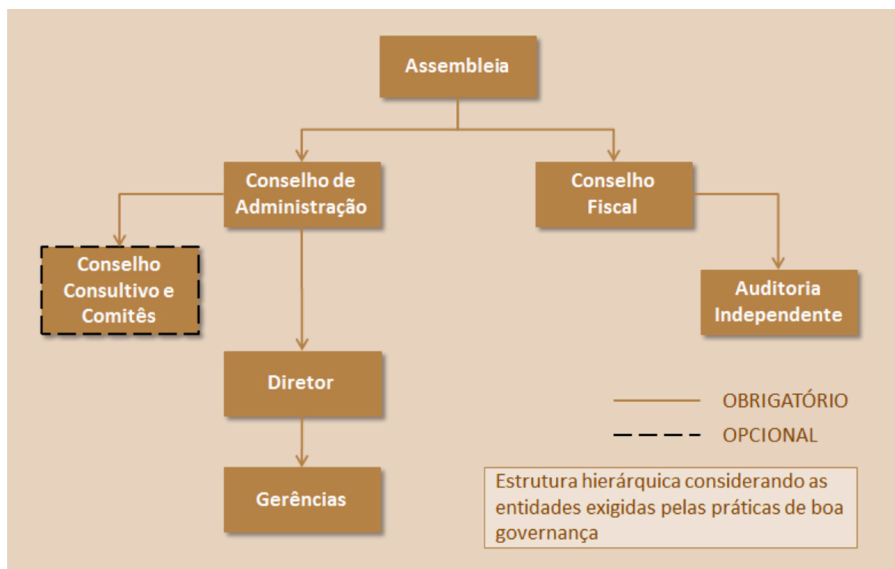 Assembleia
Conselho de
Administração
Conselho
Fiscal
Conselho
Consultivo e
Comitês
Auditoria
Independente
Diretor
OBRIGATÓRIO
OPCIONAL
Gerências
Estrutura hierárquica considerando as
entidades exigidas pelas práticas de boa
governança